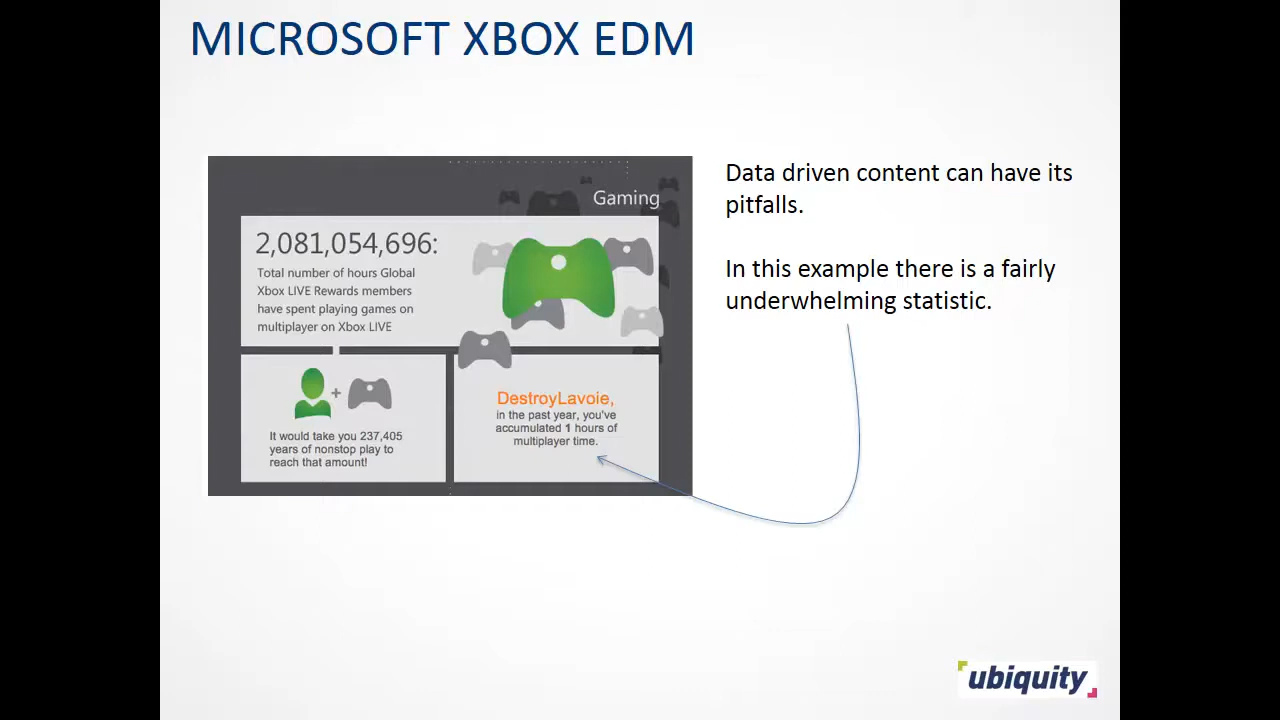 MICROSOFT XBOX EDM
Gaming
2,081,054,696:
Total number of hours Global
Xbox LIVE Rewards members
have spent playing games on
multiplayer on Xbox LIVE
+
It would take you 237,405
years of nonstop play to
reach that amount!
DestroyLavoie,
in the past year, you've
accumulated 1 hours of
multiplayer time.
Data driven content can have its
pitfalls.
In this example there is a fairly
underwhelming statistic.
ubiquity